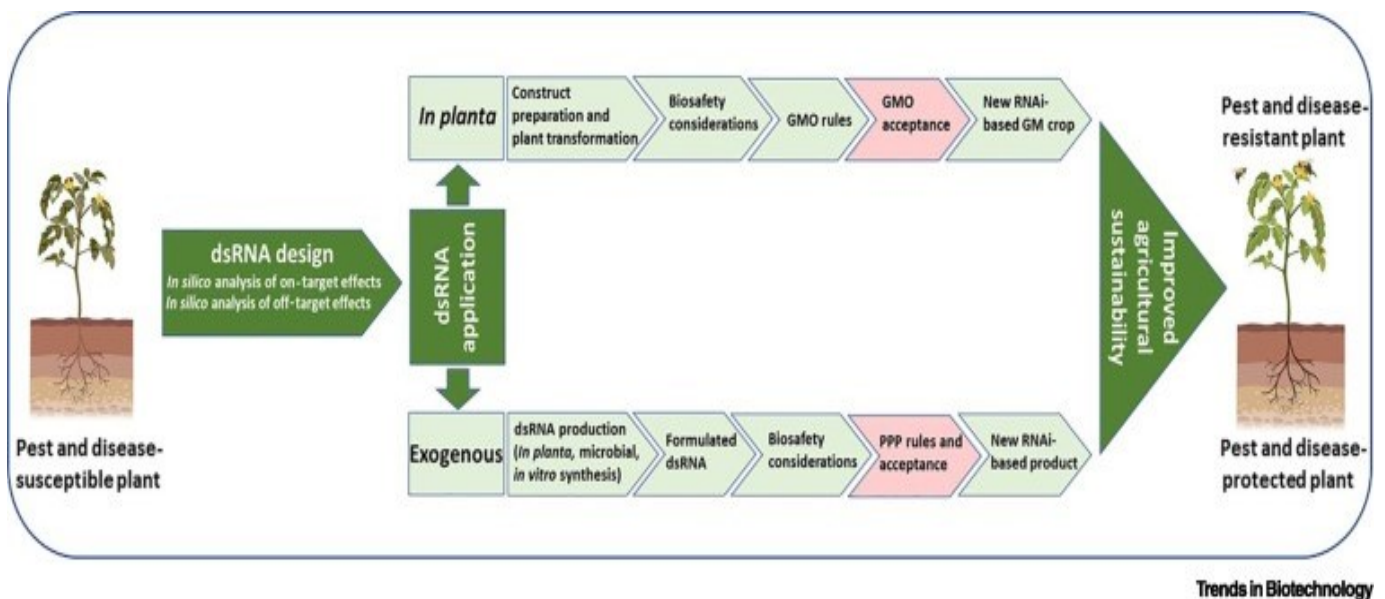 Pest and disease-
susceptible plant
dsRNA design
In silico analysis of on-target effects
In silico analysis of off-target effects
dsRNA
application
In planta
Construct
preparation and
plant transformation
Biosafety
considerations
GMO rules
GMO
acceptance
New RNAi-
based GM crop
Exogenous
dsRNA production
(In planta, microbial,
in vitro synthesis)
Formulated
dsRNA
Biosafety
considerations
PPP rules and
acceptance
New RNAi-
based product
Improved
agricultural
sustainability
Pest and disease-
resistant plant
Pest and disease-
protected plant
Trends in Biotechnology